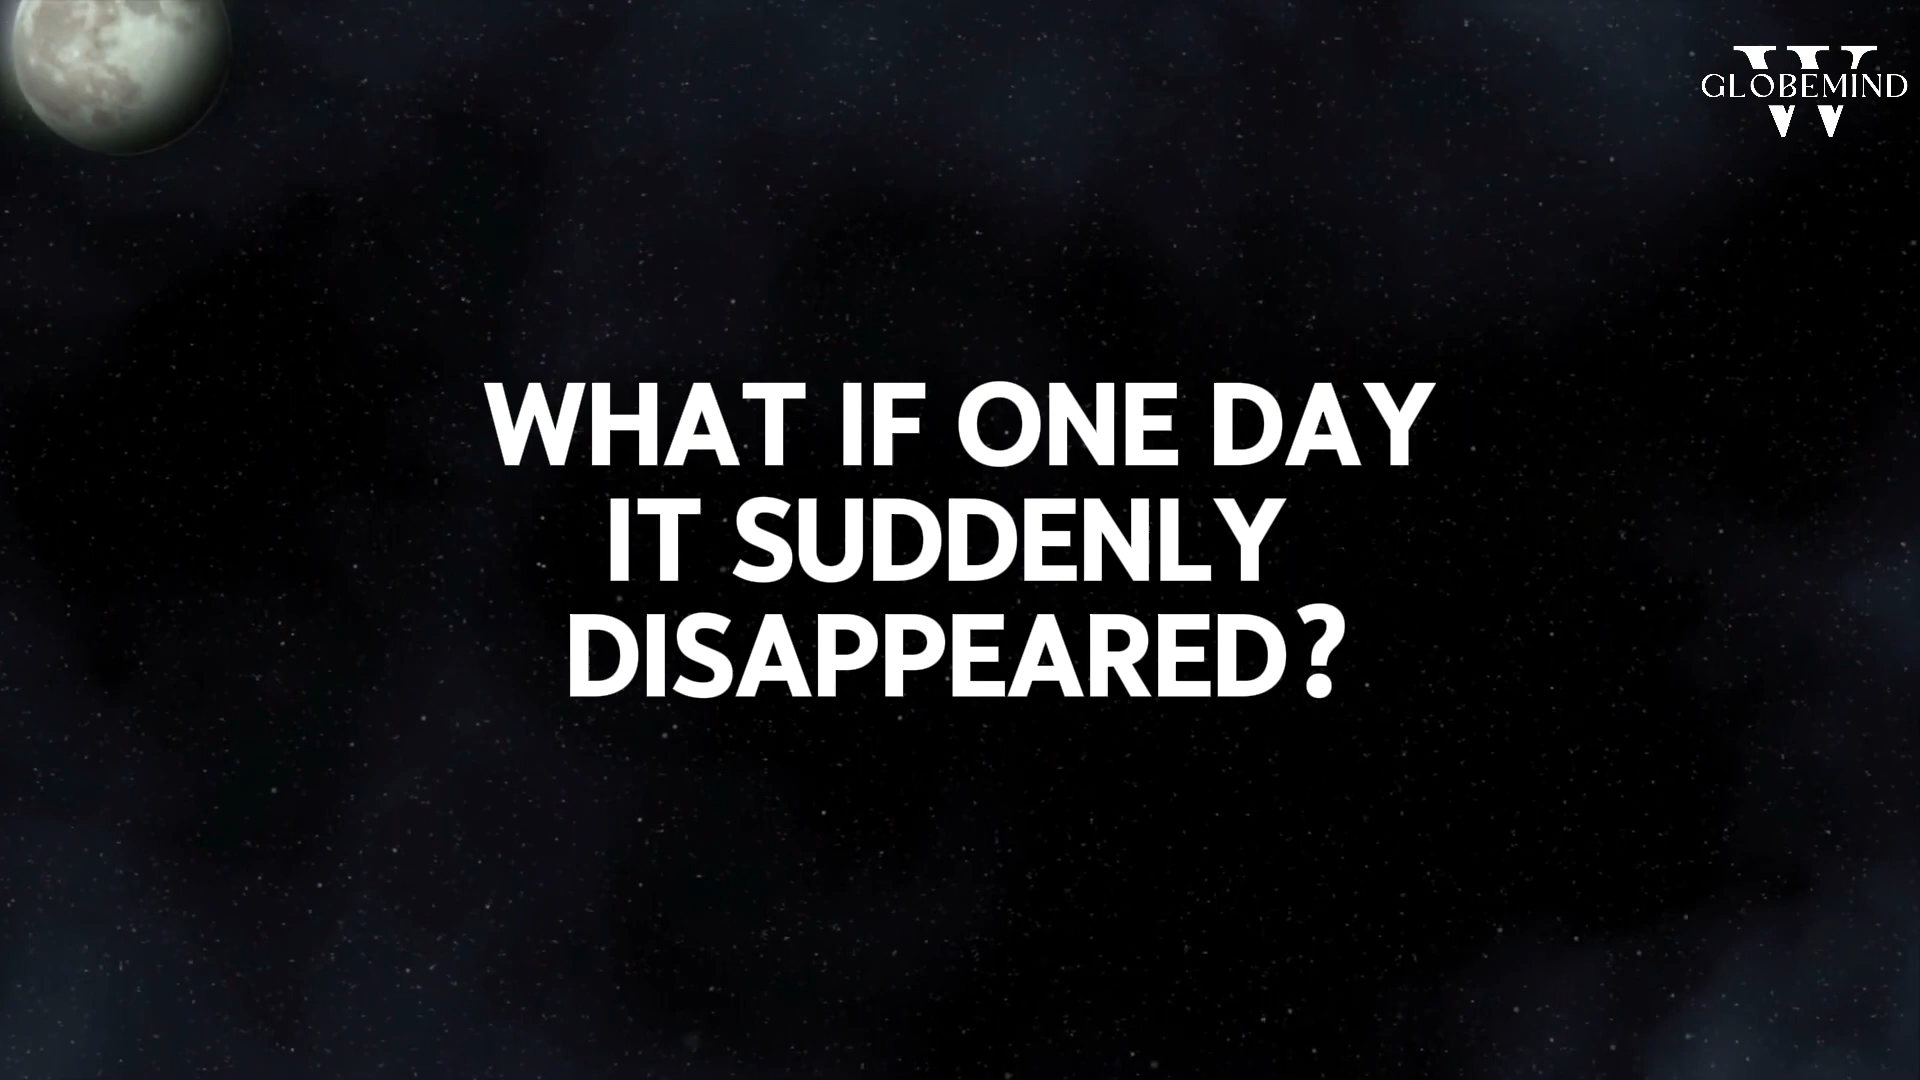 W
GLOBEMIND
WHAT IF ONE DAY
IT SUDDENLY
DISAPPEARED?